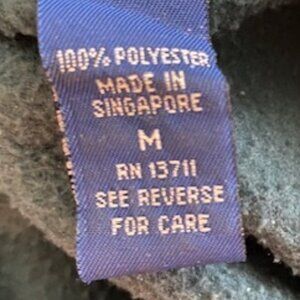 100% POLYESTER
MADE IN
SINGAPORE
M
RN 13711
SEE REVERSE
FOR CARE